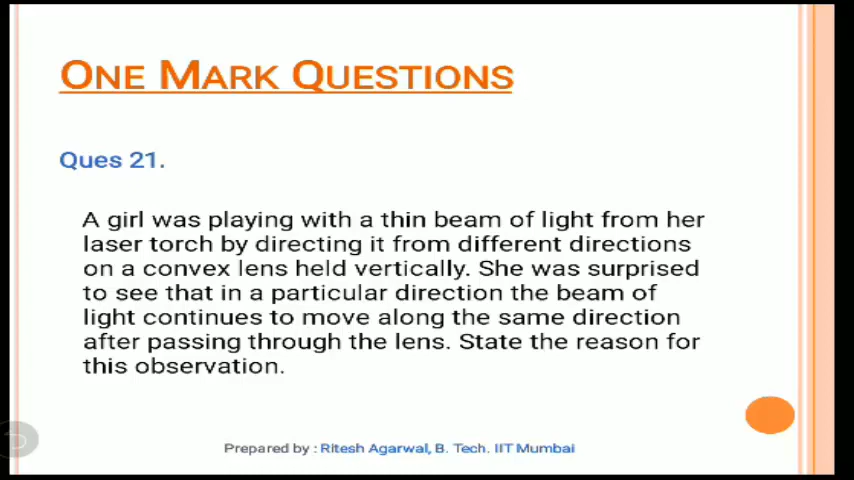 ONE MARK QUESTIONS
Ques 21.
A girl was playing with a thin beam of light from her
laser torch by directing it from different directions
on a convex lens held vertically. She was surprised
to see that in a particular direction the beam of
light continues to move along the same direction
after passing through the lens. State the reason for
this observation.
Prepared by : Ritesh Agarwal, B. Tech. IIT Mumbai